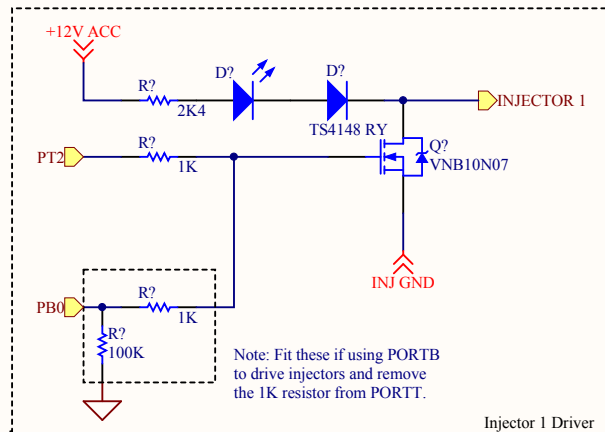 +12V ACC
D?
D?
R?
2K4
INJECTOR 1
TS4148 RY
Q?
VNB10N07
PT2
R?
1K
INJ GND
PB0
R?
1K
R?
100K
Note: Fit these if using PORTB
to drive injectors and remove
the 1K resistor from PORTT.
Injector 1 Driver